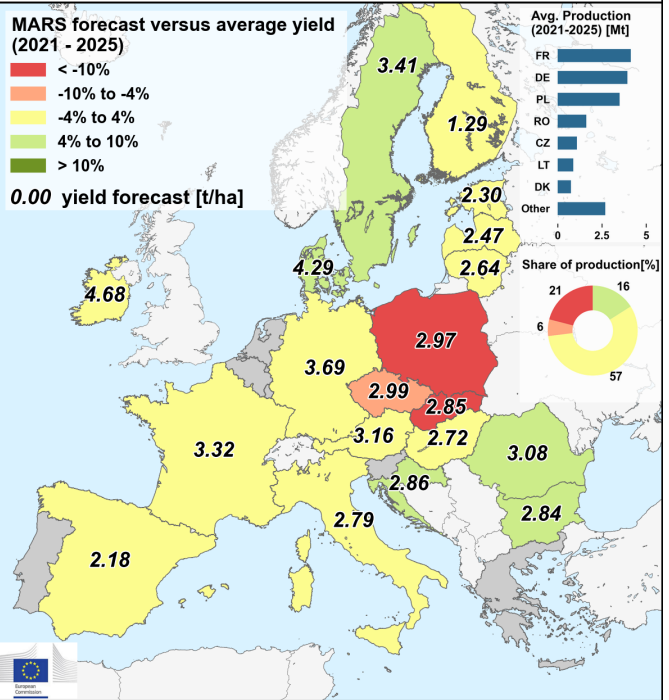 MARS forecast versus average yield
(2021 - 2025)
< -10%
-10% to -4%
-4% to 4%
4% to 10%
> 10%
0.00 yield forecast [t/ha]
Avg. Production
(2021-2025) [Mt]
FR
DE
PL
RO
CZ
LT
DK
Other
0 2.5 5
Share of production[%]
21 16
6
57
3.41
1.29
2.30
2.47
2.64
4.29
4.68
2.97
3.69
2.99
2.85
3.16
2.72
3.32
3.08
2.86
2.84
2.79
2.18
European
Commission